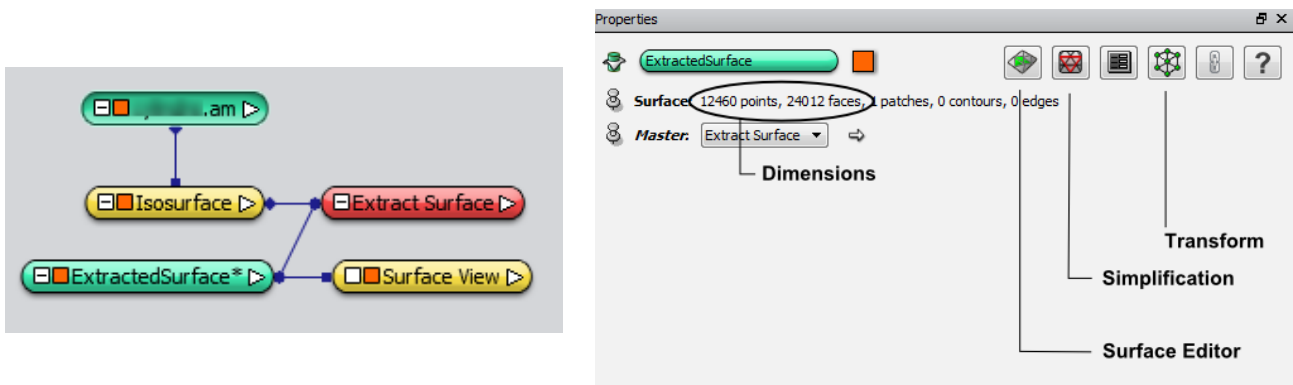 .am
Isosurface
Extract Surface
ExtractedSurface*
Surface View
Properties
ExtractedSurface
?
Surface 12460 points, 24012 faces, 1 patches, 0 contours, 0 edges
Master: Extract Surface
Dimensions
Transform
Simplification
Surface Editor